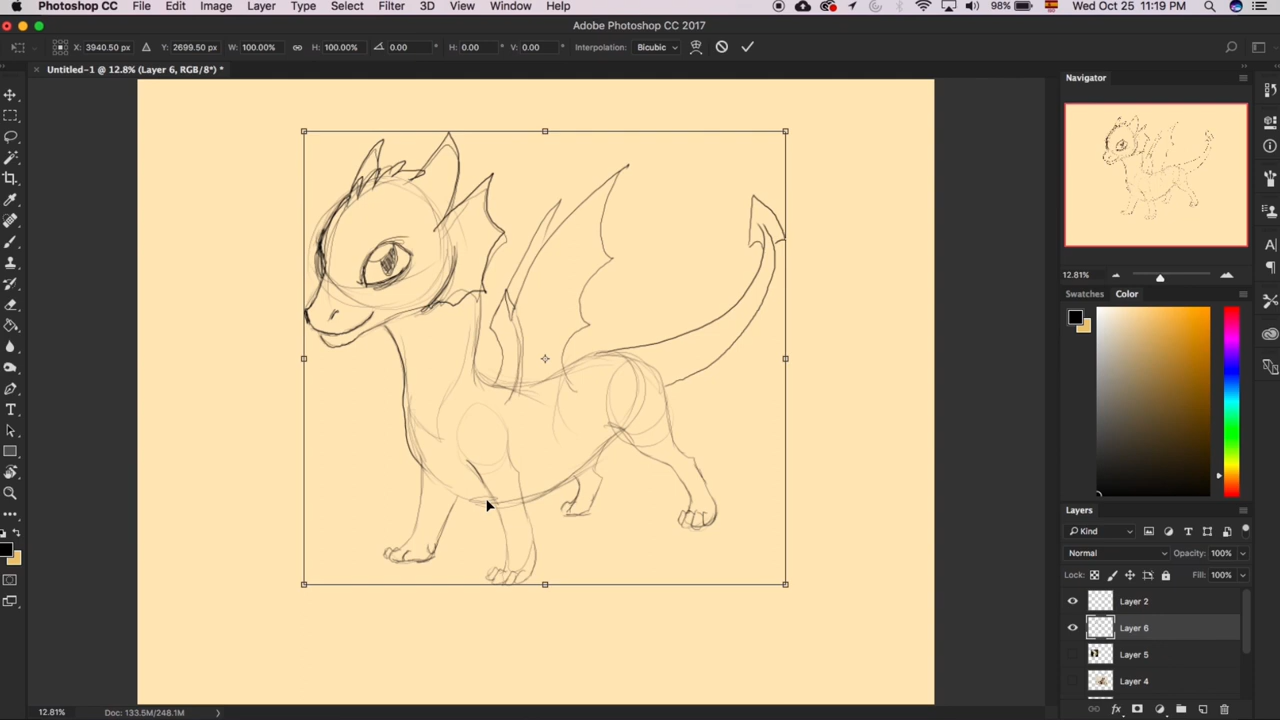 Photoshop CC File Edit Image Layer Type Select Filter 3D View Window Help 98% Wed Oct 25 11:19 PM
Adobe Photoshop CC 2017
X: 3940.50 px Y: 2699.50 px W: 100.00% H: 100.00% 0.00 ° H: 0.00 ° V: 0.00 ° Interpolation: Bicubic
Untitled-1 @ 12.8% (Layer 6, RGB/8*) *
Navigator
12.81%
Swatches Color
Layers
Kind
Normal Opacity: 100%
Lock: Fill: 100%
Layer 2
Layer 6
Layer 5
Layer 4
12.81% Doc: 133.5M/248.1M